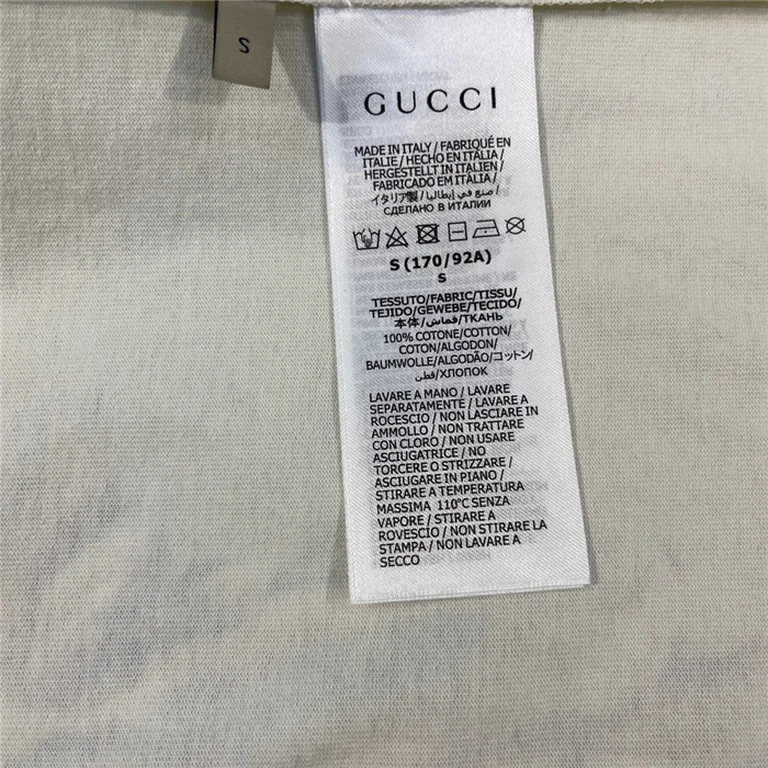 S
GUCCI
MADE IN ITALY / FABRIQUÉ EN
ITALIE / HECHO EN ITALIA /
HERGESTELLT IN ITALIEN /
FABRICADO EM ITÀLIA /
イタリア製 / صنع في إيطاليا /
СДЕЛАНО В ИТАЛИИ
S (170/92A)
S
TESSUTO/FABRIC/TISSU/
TEJIDO/GEWEBE/TECIDO/
本体/قماش/ТКАНЬ
100% COTONE/COTTON/
COTON/ALGODON/
BAUMWOLLE/ALGODÃO/コットン/
قطن/ХЛОПОК
LAVARE A MANO / LAVARE
SEPARATAMENTE / LAVARE A
ROCESCIO / NON LASCIARE IN
AMMOLLO / NON TRATTARE
CON CLORO / NON USARE
ASCIUGATRICE / NO
TORCERE O STRIZZARE /
ASCIUGARE IN PIANO /
STIRARE A TEMPERATURA
MASSIMA 110°C SENZA
VAPORE / STIRARE A
ROVESCIO / NON STIRARE LA
STAMPA / NON LAVARE A
SECCO